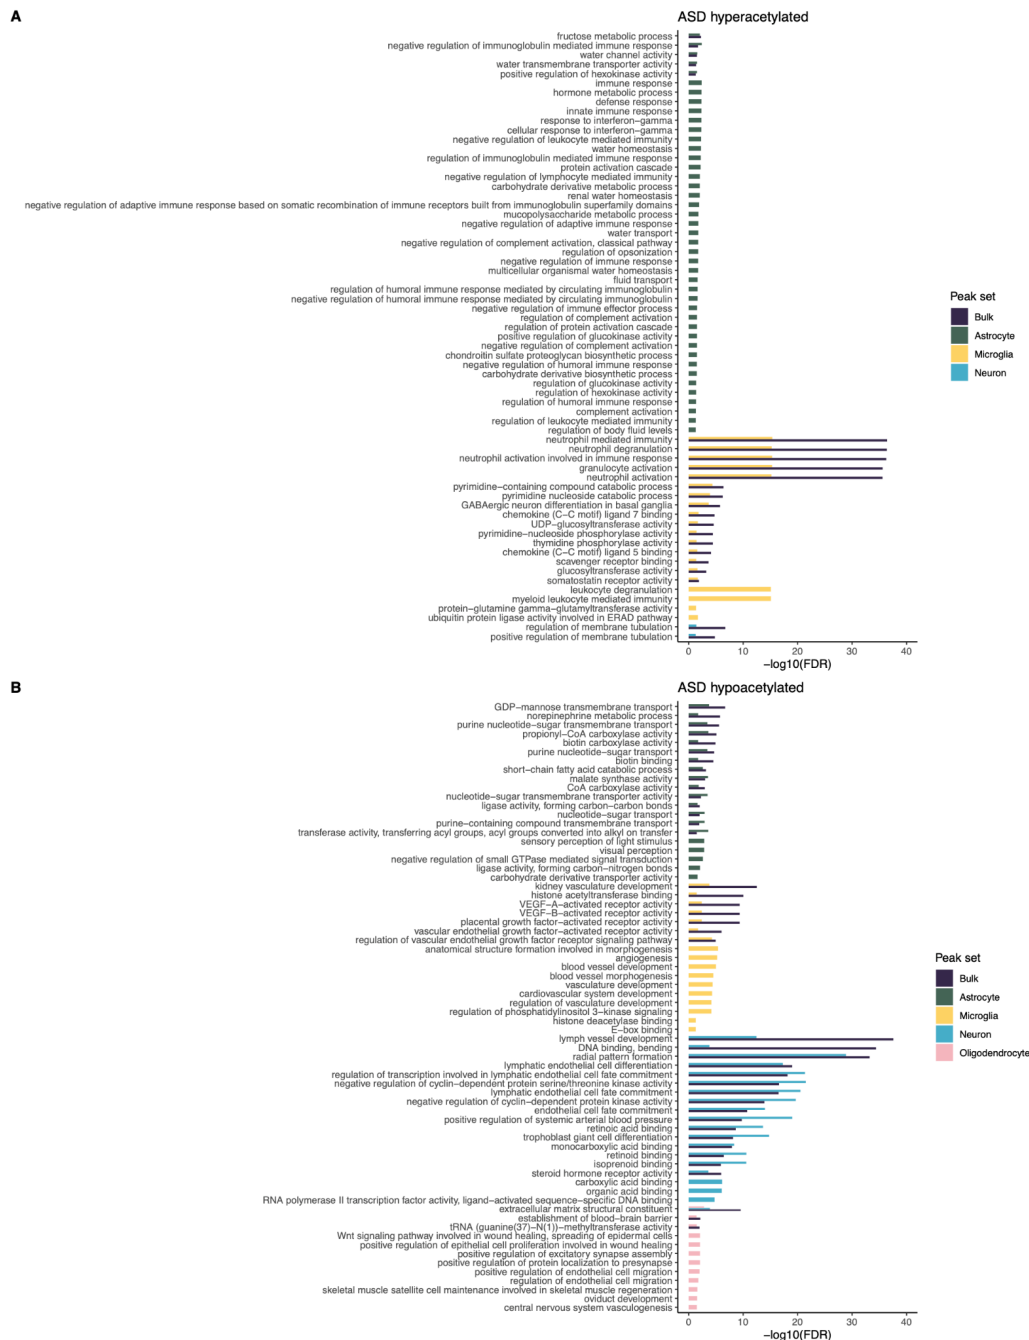 A
ASD hyperacetylated
fructose metabolic process
negative regulation of immunoglobulin mediated immune response
water channel activity
water transmembrane transporter activity
positive regulation of hexokinase activity
immune response
hormone metabolic process
defense response
innate immune response
response to interferon−gamma
cellular response to interferon−gamma
negative regulation of leukocyte mediated immunity
water homeostasis
regulation of immunoglobulin mediated immune response
protein activation cascade
negative regulation of lymphocyte mediated immunity
carbohydrate derivative metabolic process
renal water homeostasis
negative regulation of adaptive immune response based on somatic recombination of immune receptors built from immunoglobulin superfamily domains
mucopolysaccharide metabolic process
negative regulation of adaptive immune response
water transport
negative regulation of complement activation, classical pathway
regulation of opsonization
negative regulation of immune response
multicellular organismal water homeostasis
fluid transport
regulation of humoral immune response mediated by circulating immunoglobulin
negative regulation of humoral immune response mediated by circulating immunoglobulin
negative regulation of immune effector process
regulation of complement activation
regulation of protein activation cascade
positive regulation of glucokinase activity
negative regulation of complement activation
chondroitin sulfate proteoglycan biosynthetic process
negative regulation of humoral immune response
carbohydrate derivative biosynthetic process
regulation of glucokinase activity
regulation of hexokinase activity
regulation of humoral immune response
complement activation
regulation of leukocyte mediated immunity
regulation of body fluid levels
neutrophil mediated immunity
neutrophil degranulation
neutrophil activation involved in immune response
granulocyte activation
neutrophil activation
pyrimidine−containing compound catabolic process
pyrimidine nucleoside catabolic process
GABAergic neuron differentiation in basal ganglia
chemokine (C−C motif) ligand 7 binding
UDP−glucosyltransferase activity
pyrimidine−nucleoside phosphorylase activity
thymidine phosphorylase activity
chemokine (C−C motif) ligand 5 binding
scavenger receptor binding
glucosyltransferase activity
somatostatin receptor activity
leukocyte degranulation
myeloid leukocyte mediated immunity
protein−glutamine gamma−glutamyltransferase activity
ubiquitin protein ligase activity involved in ERAD pathway
regulation of membrane tubulation
positive regulation of membrane tubulation
0 10 20 30 40
−log10(FDR)
Peak set
Bulk
Astrocyte
Microglia
Neuron
B
ASD hypoacetylated
GDP−mannose transmembrane transport
norepinephrine metabolic process
purine nucleotide−sugar transmembrane transport
propionyl−CoA carboxylase activity
biotin carboxylase activity
purine nucleotide−sugar transport
biotin binding
short−chain fatty acid catabolic process
malate synthase activity
CoA carboxylase activity
nucleotide−sugar transmembrane transporter activity
ligase activity, forming carbon−carbon bonds
nucleotide−sugar transport
purine−containing compound transmembrane transport
transferase activity, transferring acyl groups, acyl groups converted into alkyl on transfer
sensory perception of light stimulus
visual perception
negative regulation of small GTPase mediated signal transduction
ligase activity, forming carbon−nitrogen bonds
carbohydrate derivative transporter activity
kidney vasculature development
histone acetyltransferase binding
VEGF−A−activated receptor activity
VEGF−B−activated receptor activity
placental growth factor−activated receptor activity
vascular endothelial growth factor−activated receptor activity
regulation of vascular endothelial growth factor receptor signaling pathway
anatomical structure formation involved in morphogenesis
angiogenesis
blood vessel development
blood vessel morphogenesis
vasculature development
cardiovascular system development
regulation of vasculature development
regulation of phosphatidylinositol 3−kinase signaling
histone deacetylase binding
E−box binding
lymph vessel development
DNA binding, bending
radial pattern formation
lymphatic endothelial cell differentiation
regulation of transcription involved in lymphatic endothelial cell fate commitment
negative regulation of cyclin−dependent protein serine/threonine kinase activity
lymphatic endothelial cell fate commitment
negative regulation of cyclin−dependent protein kinase activity
endothelial cell fate commitment
positive regulation of systemic arterial blood pressure
retinoic acid binding
trophoblast giant cell differentiation
monocarboxylic acid binding
retinoid binding
isoprenoid binding
steroid hormone receptor activity
carboxylic acid binding
organic acid binding
RNA polymerase II transcription factor activity, ligand−activated sequence−specific DNA binding
extracellular matrix structural constituent
establishment of blood−brain barrier
tRNA (guanine(37)−N(1))−methyltransferase activity
Wnt signaling pathway involved in wound healing, spreading of epidermal cells
positive regulation of epithelial cell proliferation involved in wound healing
positive regulation of excitatory synapse assembly
positive regulation of protein localization to presynapse
positive regulation of endothelial cell migration
regulation of endothelial cell migration
skeletal muscle satellite cell maintenance involved in skeletal muscle regeneration
oviduct development
central nervous system vasculogenesis
0 10 20 30 40
−log10(FDR)
Peak set
Bulk
Astrocyte
Microglia
Neuron
Oligodendrocyte